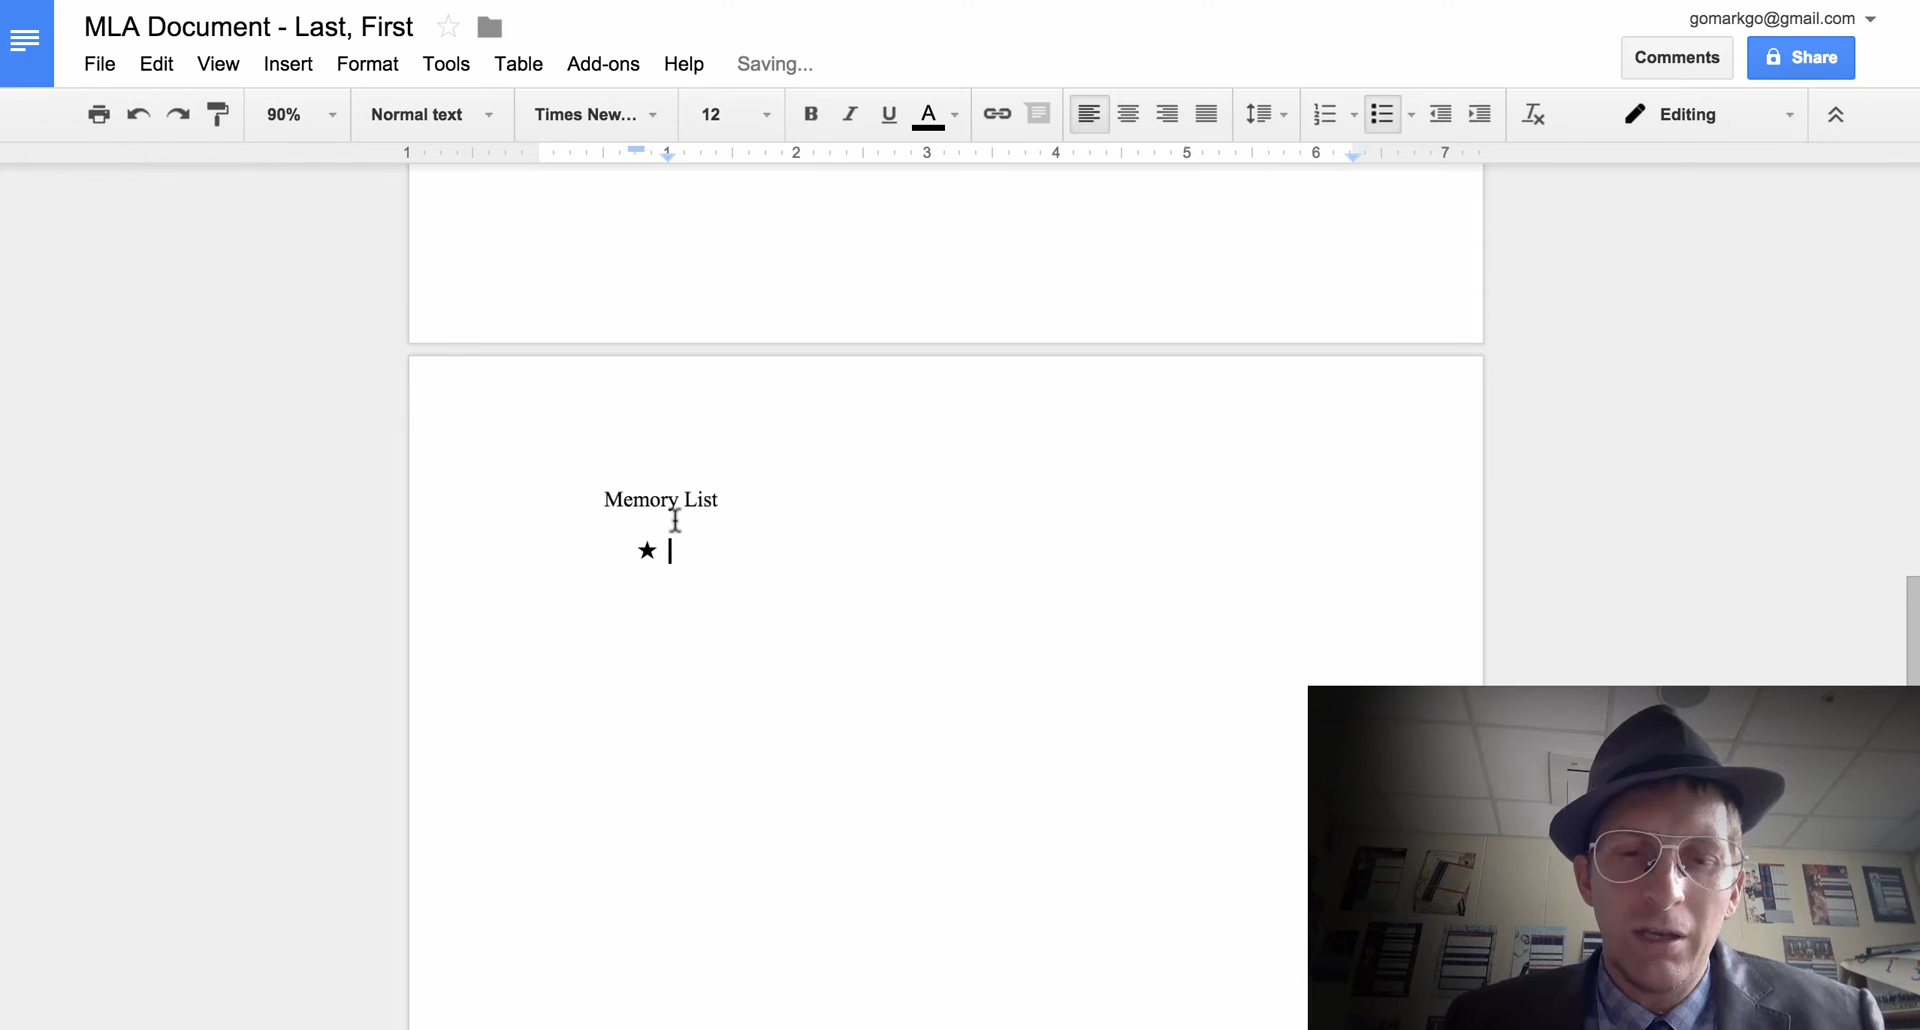 MLA Document - Last, First
gomarkgo@gmail.com
File Edit View Insert Format Tools Table Add-ons Help Saving...
Comments Share
90% Normal text Times New... 12 B I U A Editing
1 1 2 3 4 5 6 7
Memory List
★